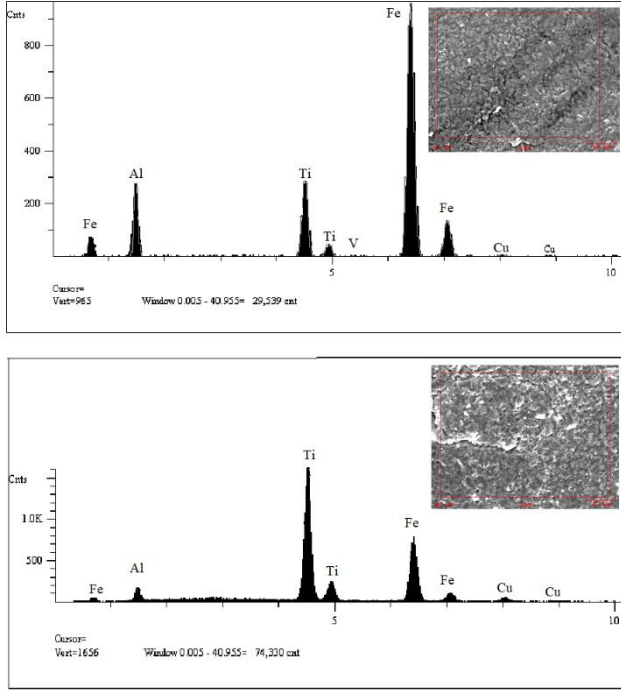 Cnts
Fe
800
600
400
Al
Ti
200
Fe
Fe
Ti
V
Cu
Cu
5
10
Cursor=
Vert=965 Window 0.005 - 40.955= 29,539 cnt
Ti
Cnts
1.0K
Fe
500
Al
Ti
Fe
Fe
Cu
Cu
5
10
Cursor=
Vert=1656 Window 0.005 - 40.955= 74,330 cnt